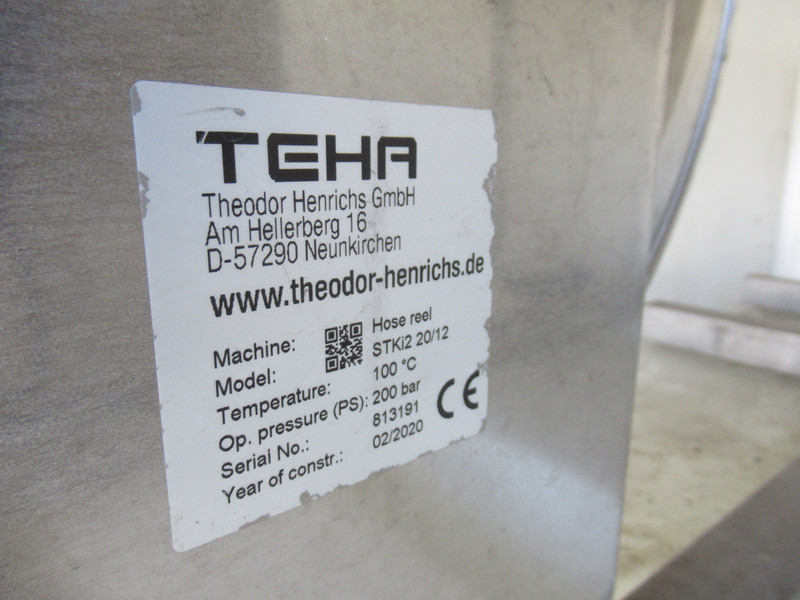 TEHA
Theodor Henrichs GmbH
Am Hellerberg 16
D-57290 Neunkirchen
www.theodor-henrichs.de
Machine: Hose reel
Model: STKi2 20/12
Temperature: 100 °C
Op. pressure (PS): 200 bar
Serial No.: 813191
Year of constr.: 02/2020
CE